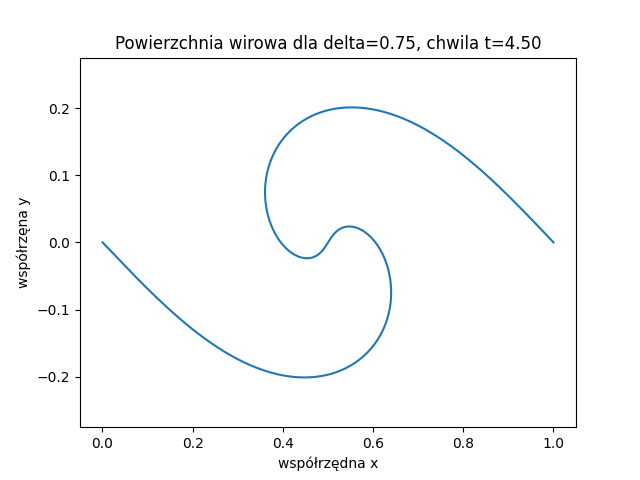 Powierzchnia wirowa dla delta=0.75, chwila t=4.50
0.2
0.1
0.0
−0.1
−0.2
współrzęna y
0.0 0.2 0.4 0.6 0.8 1.0
współrzędna x